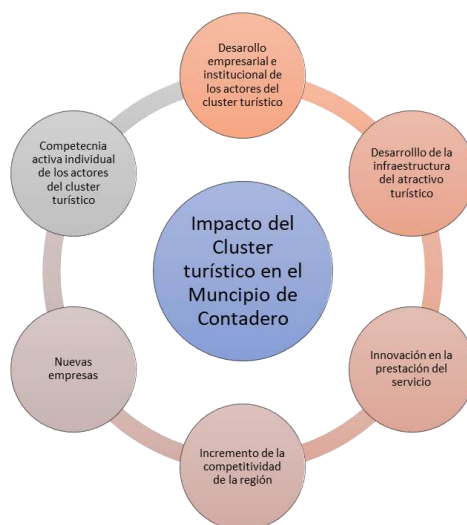 Desarollo
empresarial e
institucional de
los actores del
cluster turístico
Desarrolllo de la
infraestructura
del atractivo
turístico
Innovación en la
prestación del
servicio
Incremento de la
competitividad
de la región
Nuevas
empresas
Competecnia
activa individual
de los actores
del cluster
turístico
Impacto del
Cluster
turístico en el
Muncipio de
Contadero